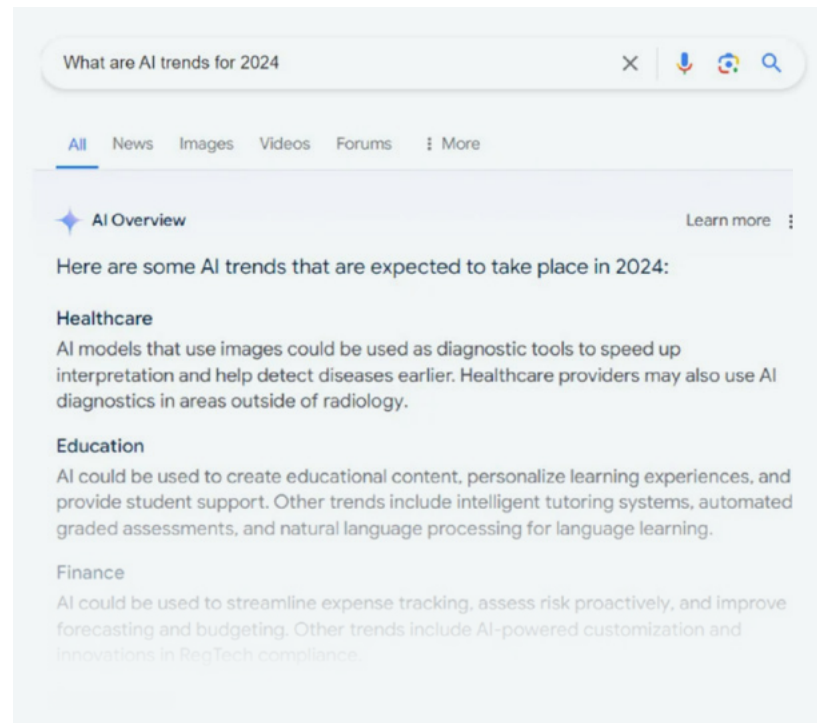 What are AI trends for 2024
All News Images Videos Forums More
AI Overview Learn more
Here are some AI trends that are expected to take place in 2024:
Healthcare
AI models that use images could be used as diagnostic tools to speed up
interpretation and help detect diseases earlier. Healthcare providers may also use AI
diagnostics in areas outside of radiology.
Education
AI could be used to create educational content, personalize learning experiences, and
provide student support. Other trends include intelligent tutoring systems, automated
graded assessments, and natural language processing for language learning.
Finance
AI could be used to streamline expense tracking, assess risk proactively, and improve
forecasting and budgeting. Other trends include AI-powered customization and
innovations in RegTech compliance.